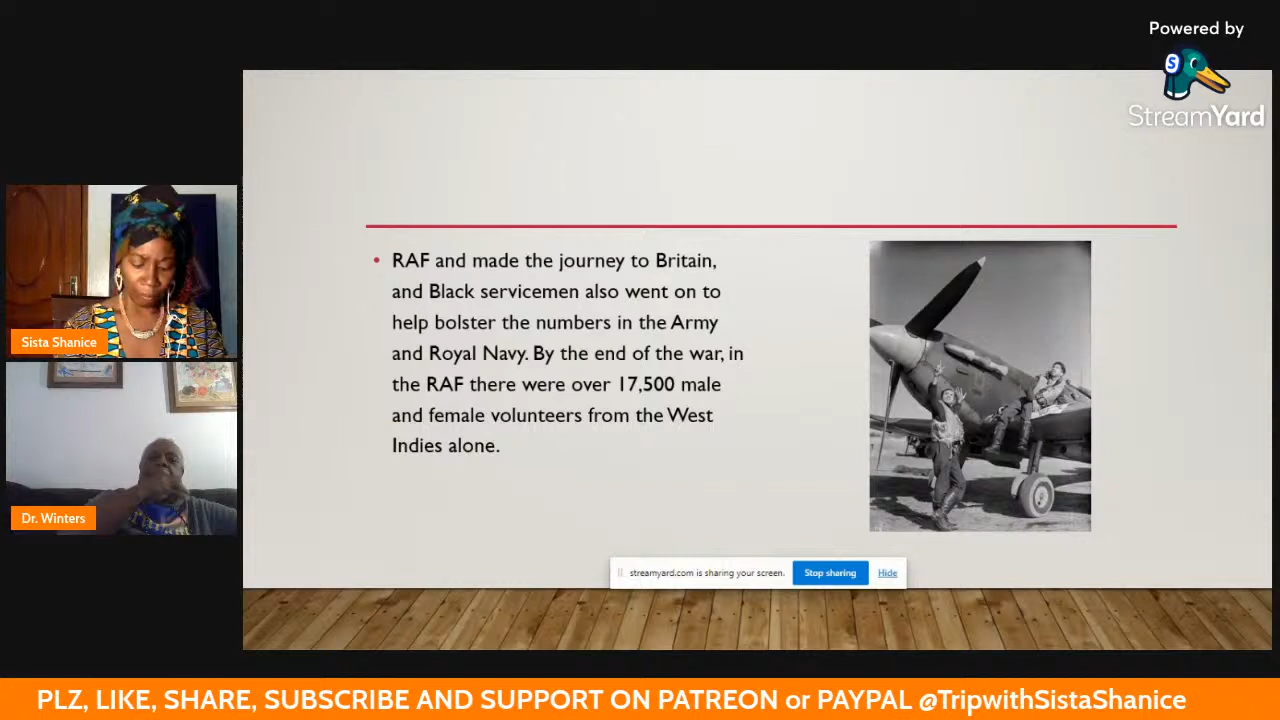 Powered by
S
StreamYard
• RAF and made the journey to Britain,
and Black servicemen also went on to
help bolster the numbers in the Army
and Royal Navy. By the end of the war, in
the RAF there were over 17,500 male
and female volunteers from the West
Indies alone.
Sista Shanice
Dr. Winters
streamyard.com is sharing your screen. Stop sharing Hide
PLZ, LIKE, SHARE, SUBSCRIBE AND SUPPORT ON PATREON or PAYPAL @TripwithSistaShanice